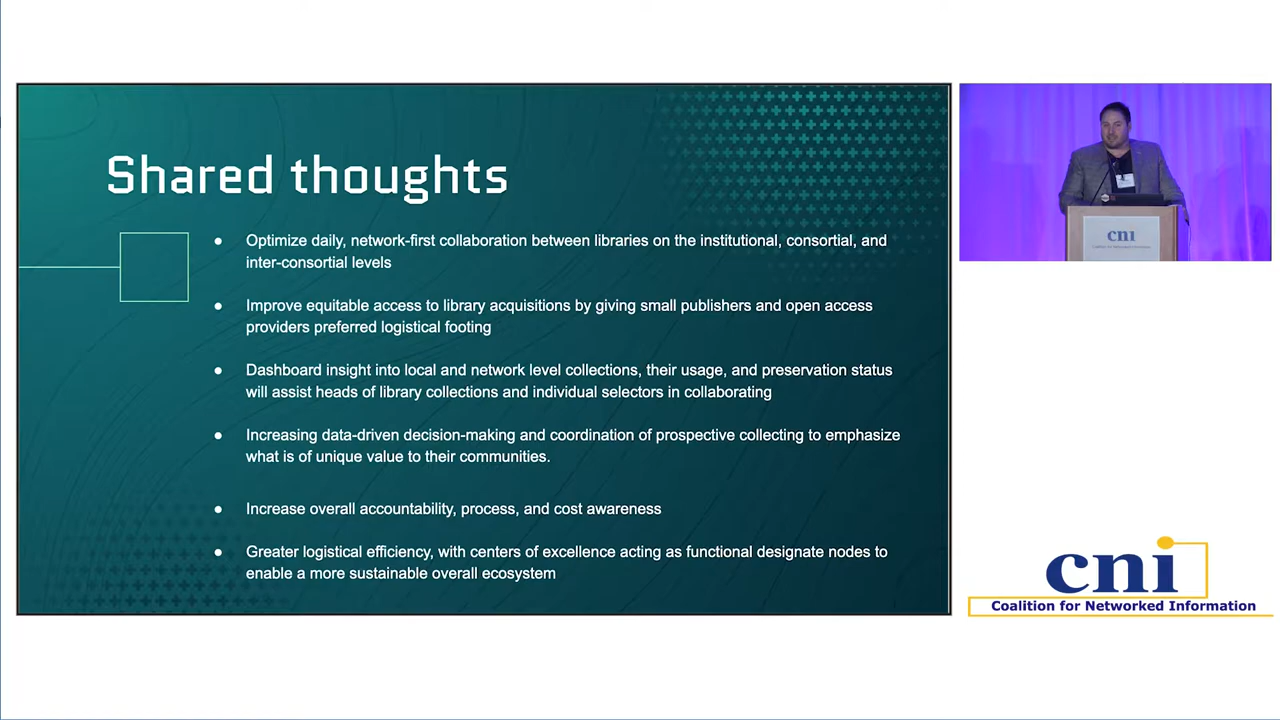 Shared thoughts
● Optimize daily, network-first collaboration between libraries on the institutional, consortial, and
inter-consortial levels
● Improve equitable access to library acquisitions by giving small publishers and open access
providers preferred logistical footing
● Dashboard insight into local and network level collections, their usage, and preservation status
will assist heads of library collections and individual selectors in collaborating
● Increasing data-driven decision-making and coordination of prospective collecting to emphasize
what is of unique value to their communities.
● Increase overall accountability, process, and cost awareness
● Greater logistical efficiency, with centers of excellence acting as functional designate nodes to
enable a more sustainable overall ecosystem
cni
Coalition for Networked Information
cni
Coalition for Networked Information